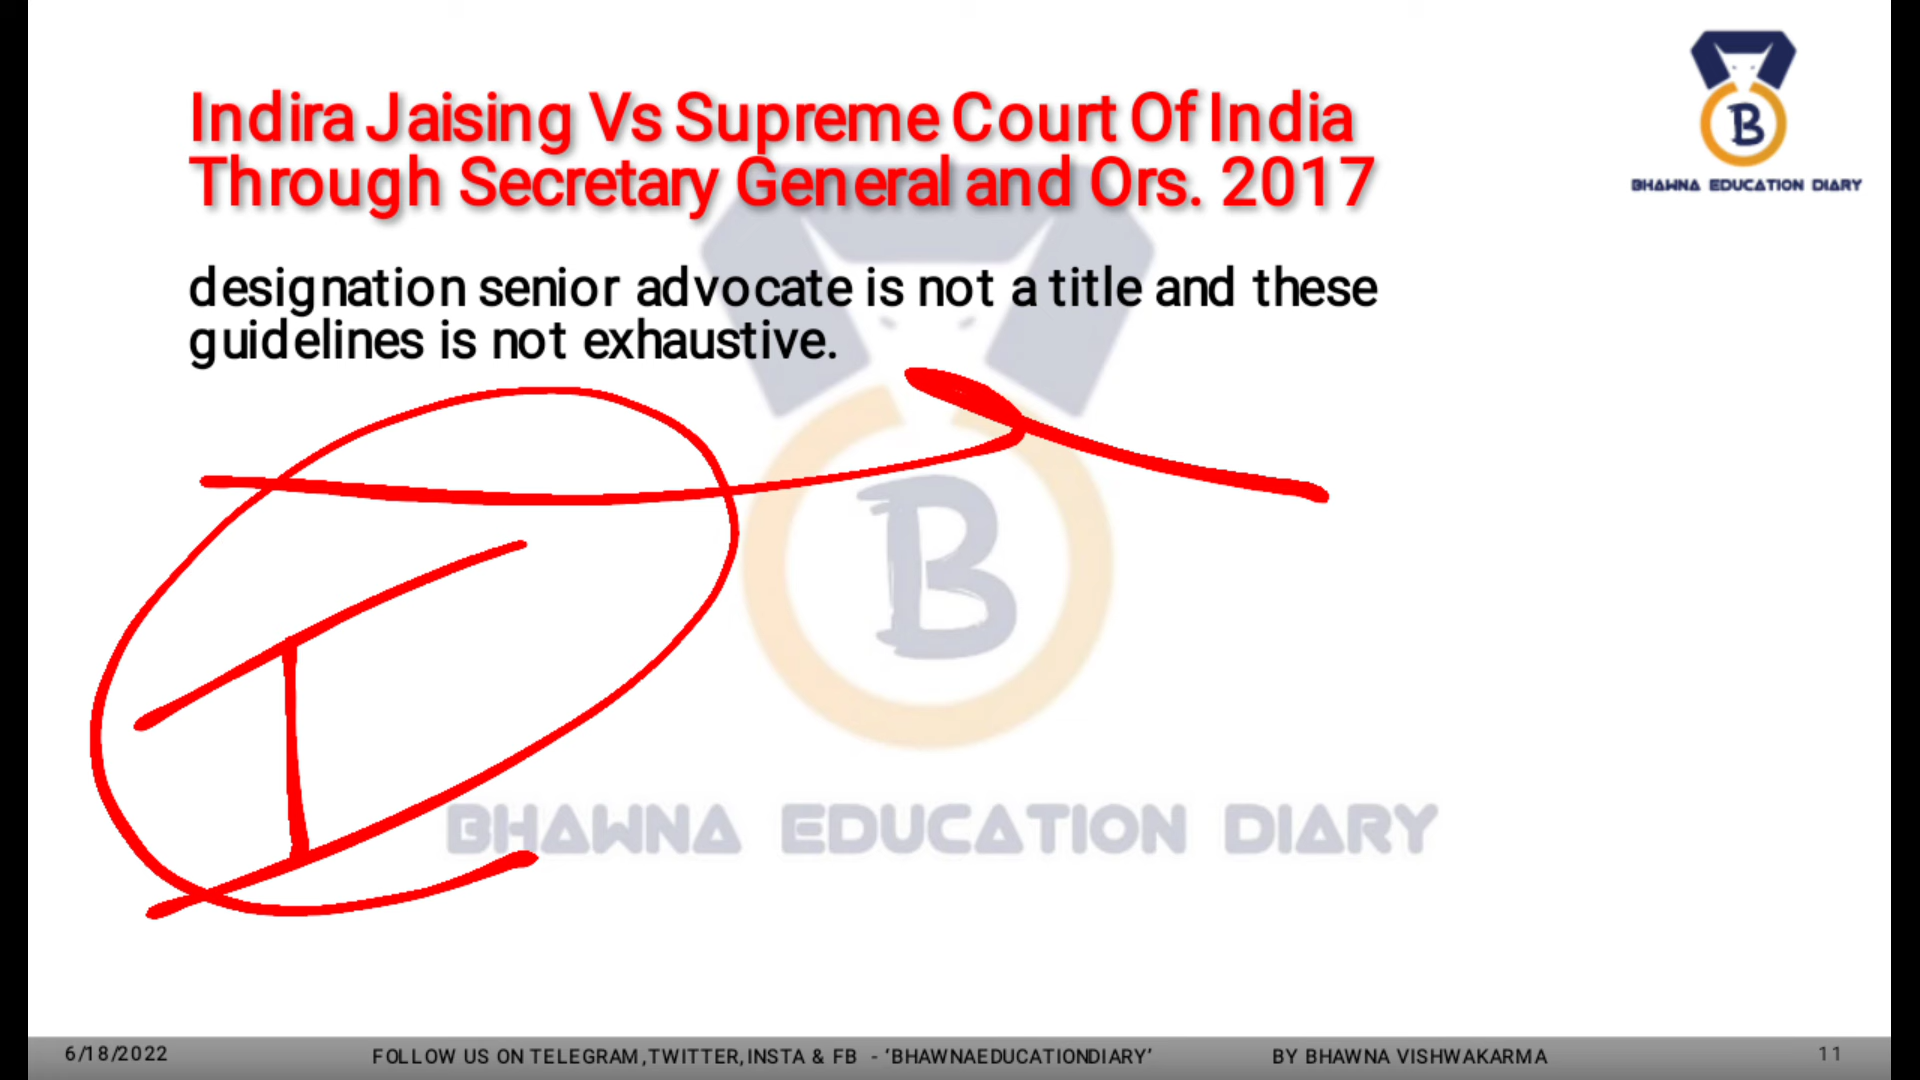 Indira Jaising Vs Supreme Court Of India
Through Secretary General and Ors. 2017
B
BHAWNA EDUCATION DIARY
designation senior advocate is not a title and these
guidelines is not exhaustive.
B
I
BHAWNA EDUCATION DIARY
6/18/2022
FOLLOW US ON TELEGRAM,TWITTER,INSTA & FB - ‘BHAWNAEDUCATIONDIARY’
BY BHAWNA VISHWAKARMA
11